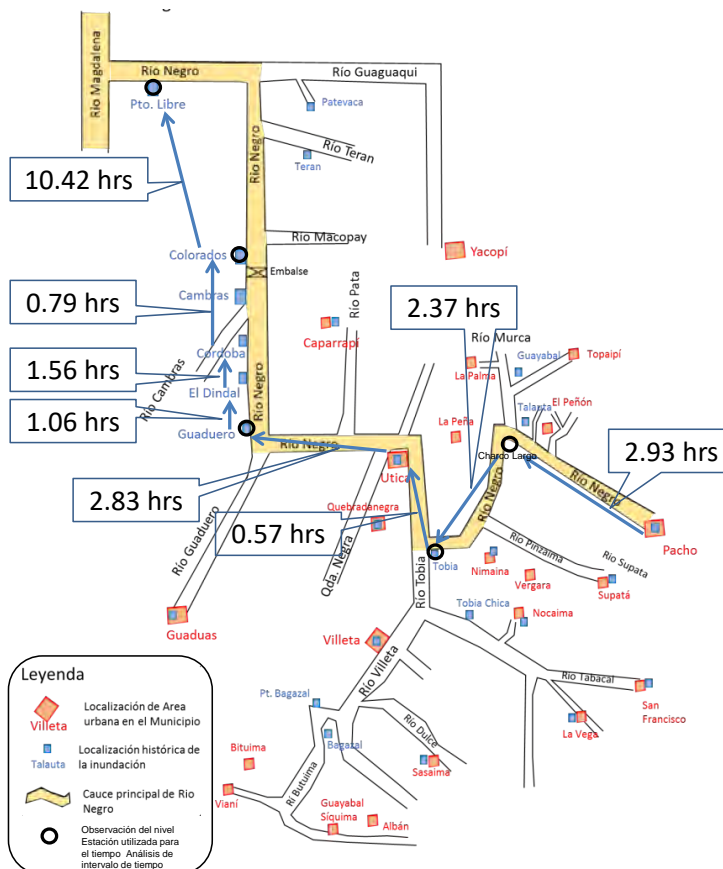 Río Negro
Río Guaguaqui
Río Magdalena
Pto. Libre
Patevaca
Río Teran
Teran
Río Negro
10.42 hrs
Río Macopay
Colorados
Yacopí
Embalse
Cambras
0.79 hrs
2.37 hrs
Río Pata
Caparrapí
Río Murca
Guayabal
Topaipí
Cordoba
La Palma
1.56 hrs
Río Cambras
El Dindal
Río Negro
Talauta
El Peñón
1.06 hrs
Guaduero
La Peña
2.93 hrs
Río Negro
Charco Largo
Río Negro
Utica
2.83 hrs
Quebradanegra
0.57 hrs
Río Negro
Pacho
Río Guaduero
Qda. Negra
Río Tobia
Tobia
Río Pinzaima
Río Supata
Nimaina
Vergara
Supatá
Guaduas
Tobia Chica
Nocaima
Villeta
Río Villeta
Río Tabacal
San
Francisco
La Vega
Pt. Bagazal
Río Dulce
Bagazal
Bituima
Sasaima
Rí Butuima
Vianí
Guayabal
Síquima
Albán
Leyenda
Villeta
Localización de Area
urbana en el Municipio
Talauta
Localización histórica de
la inundación
Cauce principal de Rio
Negro
Observación del nivel
Estación utilizada para
el tiempo Análisis de
intervalo de tiempo